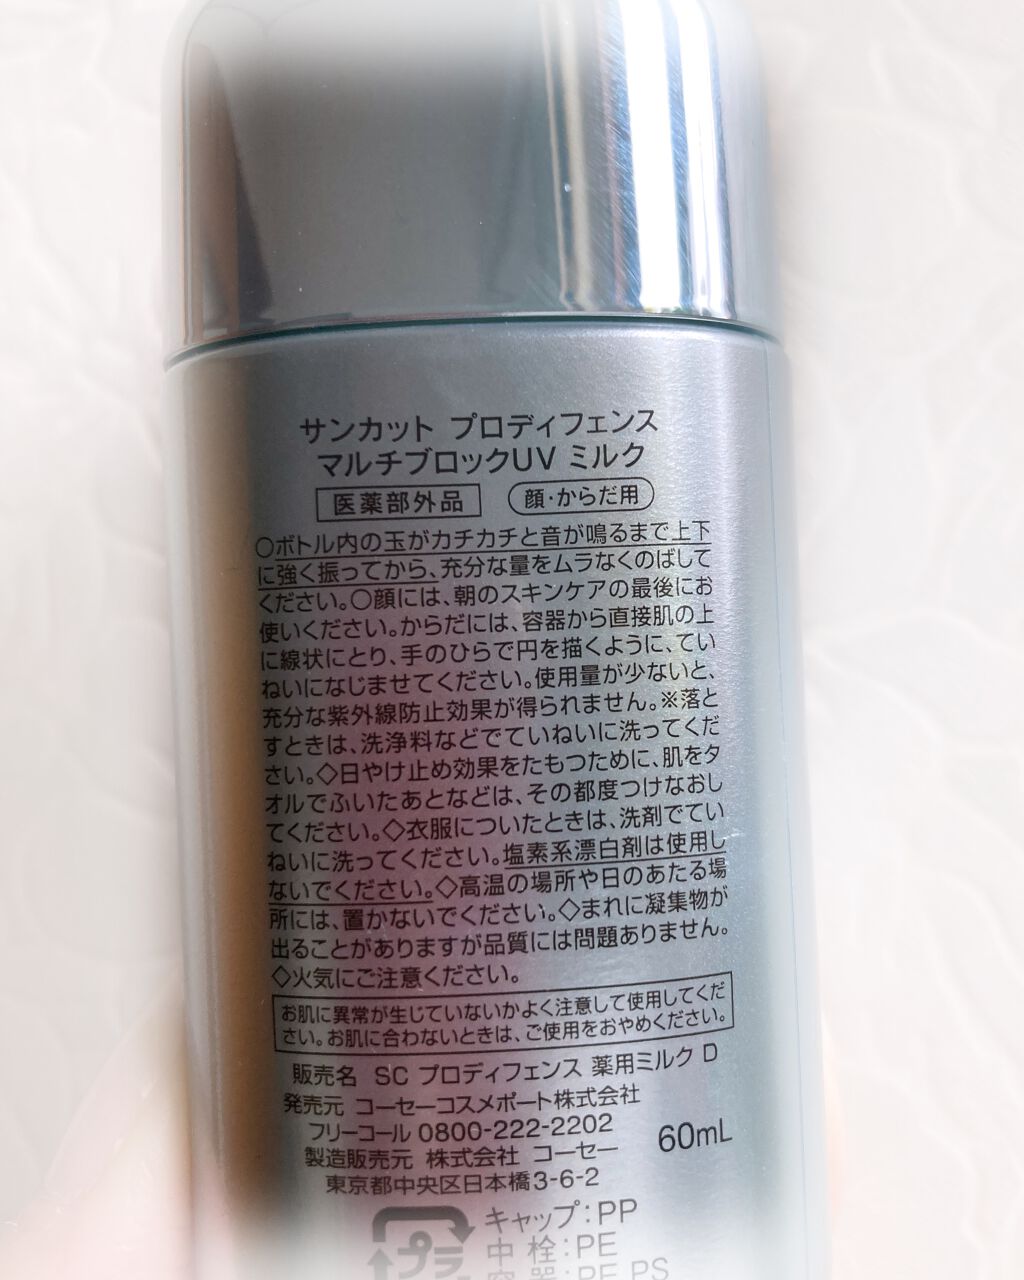 サンカット プロディフェンス
マルチブロックUV ミルク
医薬部外品 顔・からだ用
○ボトル内の玉がカチカチと音が鳴るまで上下
に強く振ってから、充分な量をムラなくのばして
ください。○顔には、朝のスキンケアの最後にお
使いください。からだには、容器から直接肌の上
に線状にとり、手のひらで円を描くように、てい
ねいになじませてください。使用量が少ないと、
充分な紫外線防止効果が得られません。※落と
すときは、洗浄料などでていねいに洗ってくだ
さい。◇日やけ止め効果をたもつために、肌をタ
オルでふいたあとなどは、その都度つけなおし
てください。◇衣服についたときは、洗剤でてい
ねいに洗ってください。塩素系漂白剤は使用し
ないでください。◇高温の場所や日のあたる場
所には、置かないでください。◇まれに凝集物が
出ることがありますが品質には問題ありません。
◇火気にご注意ください。
お肌に異常が生じていないかよく注意して使用してくだ
さい。お肌に合わないときは、ご使用をおやめください。
販売名 SC プロディフェンス 薬用ミルク D
発売元 コーセーコスメポート株式会社
フリーコール 0800-222-2202
製造販売元 株式会社 コーセー 60mL
東京都中央区日本橋3-6-2
プラ キャップ:PP
中 栓:PE
容 器:PE,PS